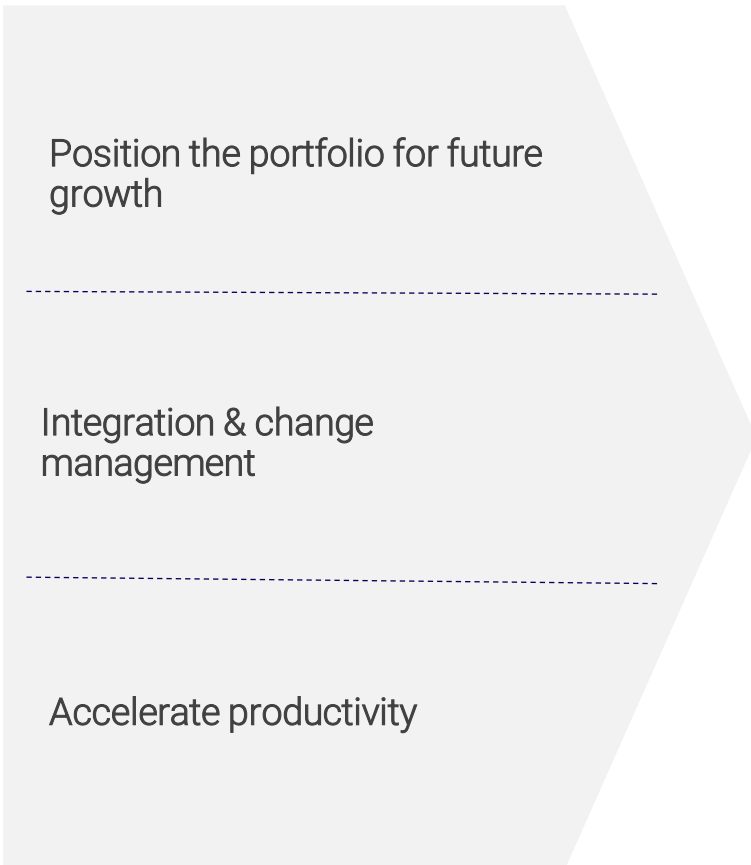 Position the portfolio for future
growth
Integration & change
management
Accelerate productivity